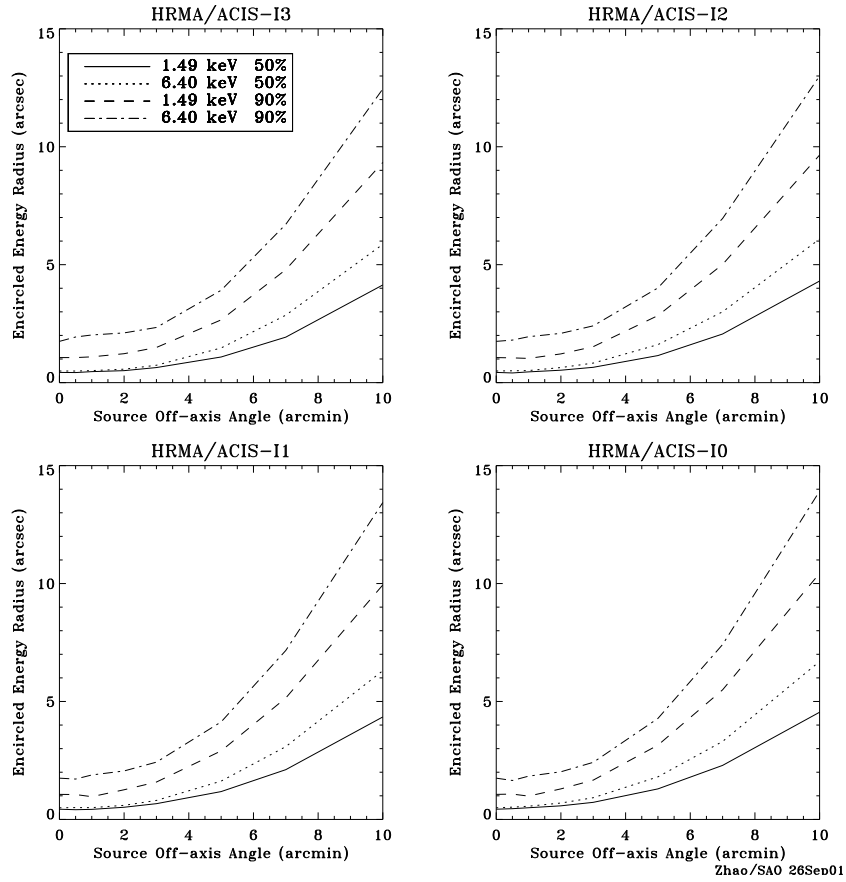 HRMA/ACIS-I3
15
10
5
0
Encircled Energy Radius (arcsec)
1.49 keV 50%
6.40 keV 50%
1.49 keV 90%
6.40 keV 90%
0 2 4 6 8 10
Source Off-axis Angle (arcmin)
HRMA/ACIS-I2
15
10
5
0
Encircled Energy Radius (arcsec)
0 2 4 6 8 10
Source Off-axis Angle (arcmin)
HRMA/ACIS-I1
15
10
5
0
Encircled Energy Radius (arcsec)
0 2 4 6 8 10
Source Off-axis Angle (arcmin)
HRMA/ACIS-I0
15
10
5
0
Encircled Energy Radius (arcsec)
0 2 4 6 8 10
Source Off-axis Angle (arcmin)
Zhao/SAO 26Sep01